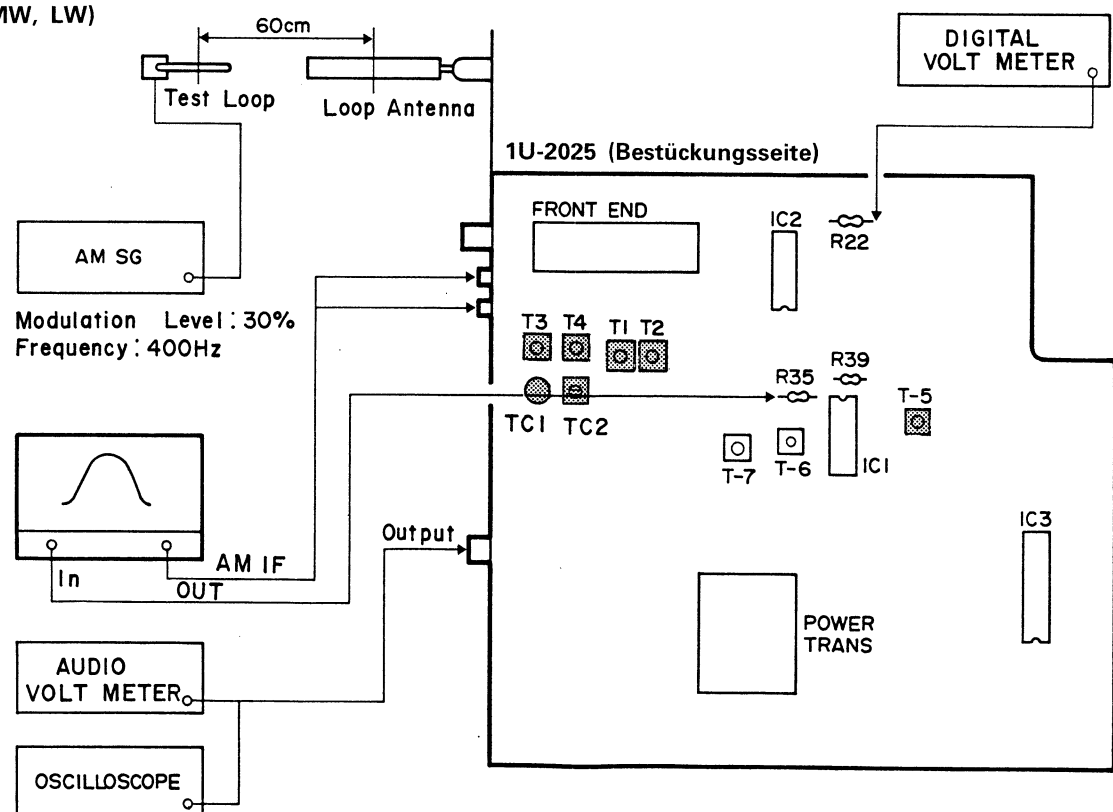 MW, LW)
60cm
Test Loop
Loop Antenna
DIGITAL
VOLT METER
1U-2025 (Bestückungsseite)
FRONT END
IC2
R22
AM SG
Modulation Level : 30%
Frequency : 400Hz
T3 T4 T1 T2
R39
R35
T-5
TC1 TC2
T-7 T-6 IC1
Output
IC3
In
OUT
AM IF
POWER
TRANS
AUDIO
VOLT METER
OSCILLOSCOPE